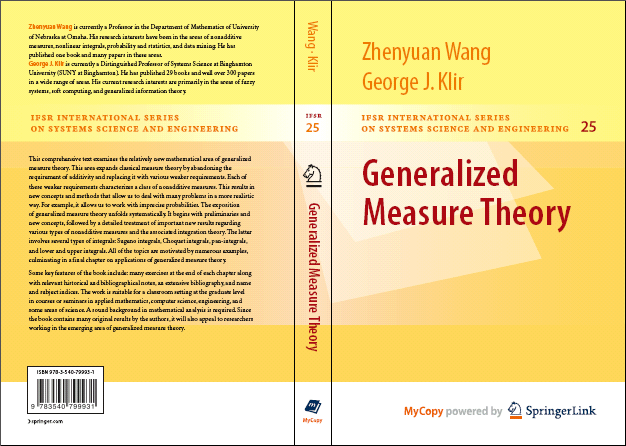 Zhenyuan Wang is currently a Professor in the Department of Mathematics of University
of Nebraska at Omaha. His research interests have been in the areas of nonadditive
measures, nonlinear integrals, probability and statistics, and data mining. He has
published one book and many papers in these areas.
George J. Klir is currently a Distinguished Professor of Systems Science at Binghamton
University (SUNY at Binghamton). He has published 29 books and well over 300 papers
in a wide range of areas. His current research interests are primarily in the areas of fuzzy
systems, soft computing, and generalized information theory.
IFSR INTERNATIONAL SERIES
ON SYSTEMS SCIENCE AND ENGINEERING
This comprehensive text examines the relatively new mathematical area of generalized
measure theory. This area expands classical measure theory by abandoning the
requirement of additivity and replacing it with various weaker requirements. Each of
these weaker requirements characterizes a class of nonadditive measures. This results in
new concepts and methods that allow us to deal with many problems in a more realistic
way. For example, it allows us to work with imprecise probabilities. The exposition
of generalized measure theory unfolds systematically. It begins with preliminaries and
new concepts, followed by a detailed treatment of important new results regarding
various types of nonadditive measures and the associated integration theory. The latter
involves several types of integrals: Sugeno integrals, Choquet integrals, pan-integrals,
and lower and upper integrals. All of the topics are motivated by numerous examples,
culminating in a final chapter on applications of generalized measure theory.
Some key features of the book include: many exercises at the end of each chapter along
with relevant historical and bibliographical notes, an extensive bibliography, and name
and subject indices. The work is suitable for a classroom setting at the graduate level
in courses or seminars in applied mathematics, computer science, engineering, and
some areas of science. A sound background in mathematical analysis is required. Since
the book contains many original results by the authors, it will also appeal to researchers
working in the emerging area of generalized measure theory.
ISBN 978-3-540-79993-1
9 783540 799931
›springer.com
Wang · Klir
IFSR
25
Generalized Measure Theory
MyCopy
Zhenyuan Wang
George J. Klir
IFSR INTERNATIONAL SERIES
ON SYSTEMS SCIENCE AND ENGINEERING 25
Generalized
Measure Theory
MyCopy powered by SpringerLink